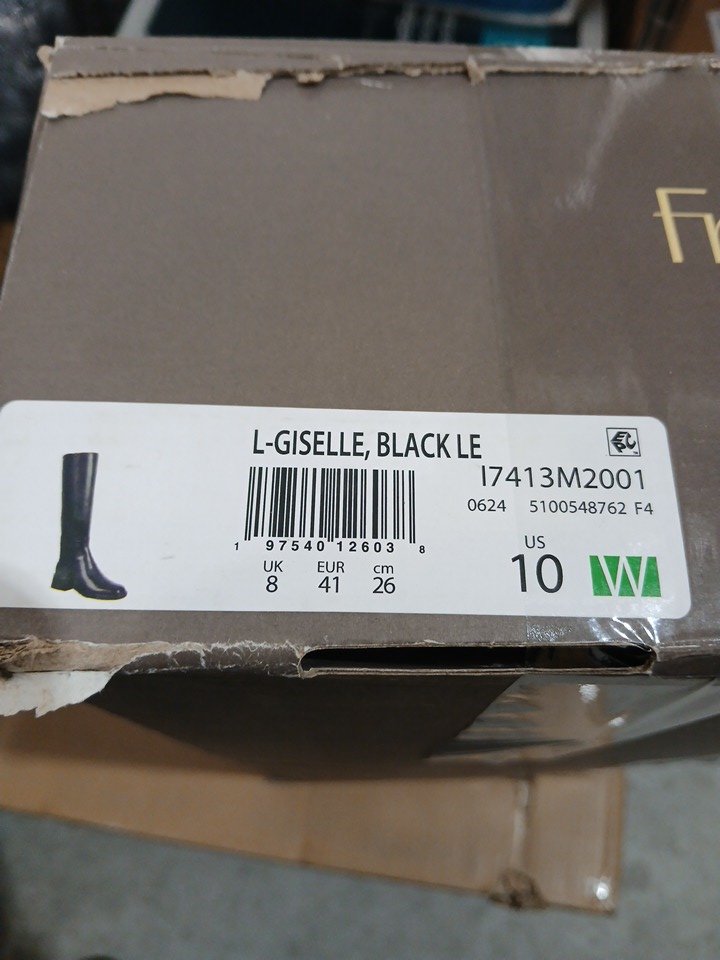 Fr
L-GISELLE, BLACK LE
I7413M2001
0624 5100548762 F4
1 97540 12603 8
UK EUR cm
8 41 26
US
10 W